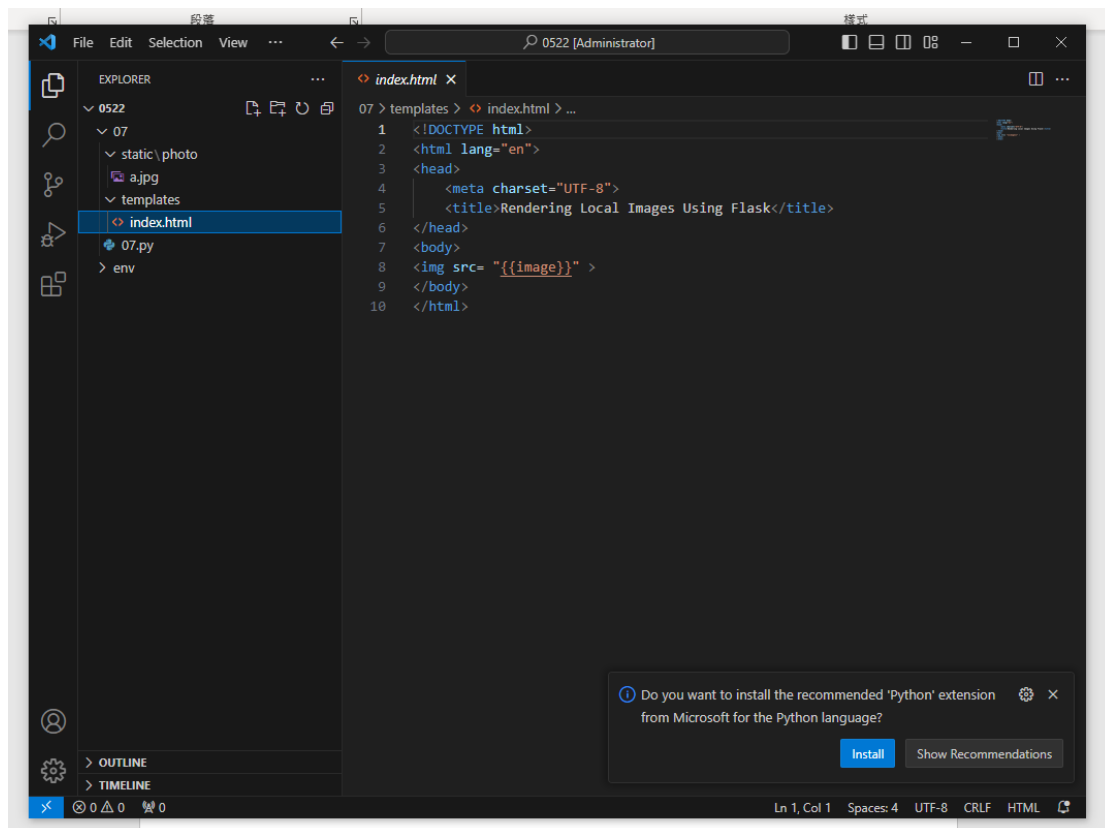 段落
樣式
File Edit Selection View ···
0522 [Administrator]
EXPLORER ···
index.html
0522
07
static\photo
a.jpg
templates
index.html
07.py
env
07 > templates > index.html > ...
1 <!DOCTYPE html>
2 <html lang="en">
3 <head>
4 <meta charset="UTF-8">
5 <title>Rendering Local Images Using Flask</title>
6 </head>
7 <body>
8 <img src= "{{image}}" >
9 </body>
10 </html>
Do you want to install the recommended 'Python' extension
from Microsoft for the Python language?
Install Show Recommendations
OUTLINE
TIMELINE
0 0 0 Ln 1, Col 1 Spaces: 4 UTF-8 CRLF HTML